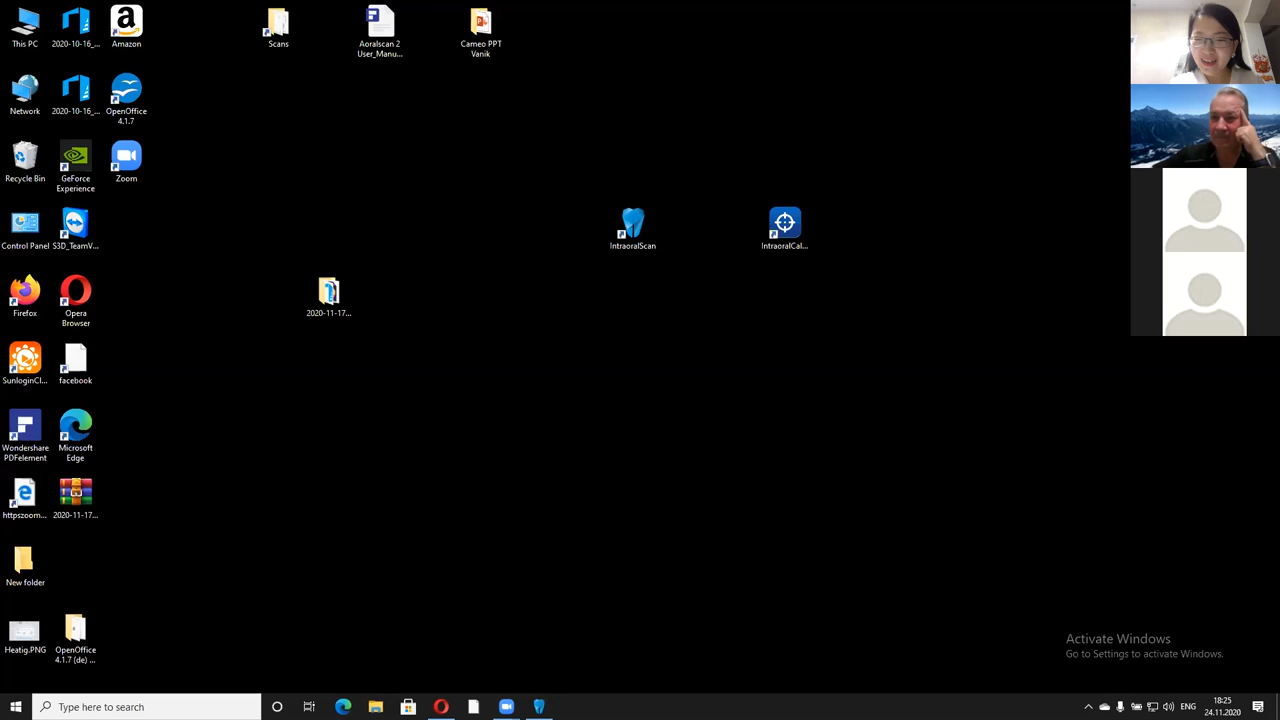 This PC
2020-10-16_...
Amazon
Scans
Aoralscan 2
User_Manu...
Cameo PPT
Vanik
Network
2020-10-16_...
OpenOffice
4.1.7
Recycle Bin
GeForce
Experience
Zoom
Control Panel
S3D_TeamV...
IntraoralScan
IntraoralCal...
Firefox
Opera
Browser
2020-11-17...
SunloginCl...
facebook
Wondershare
PDFelement
Microsoft
Edge
httpszoom...
2020-11-17...
New folder
Heatig.PNG
OpenOffice
4.1.7 (de) ...
Activate Windows
Go to Settings to activate Windows.
Type here to search
ENG
18:25
24.11.2020